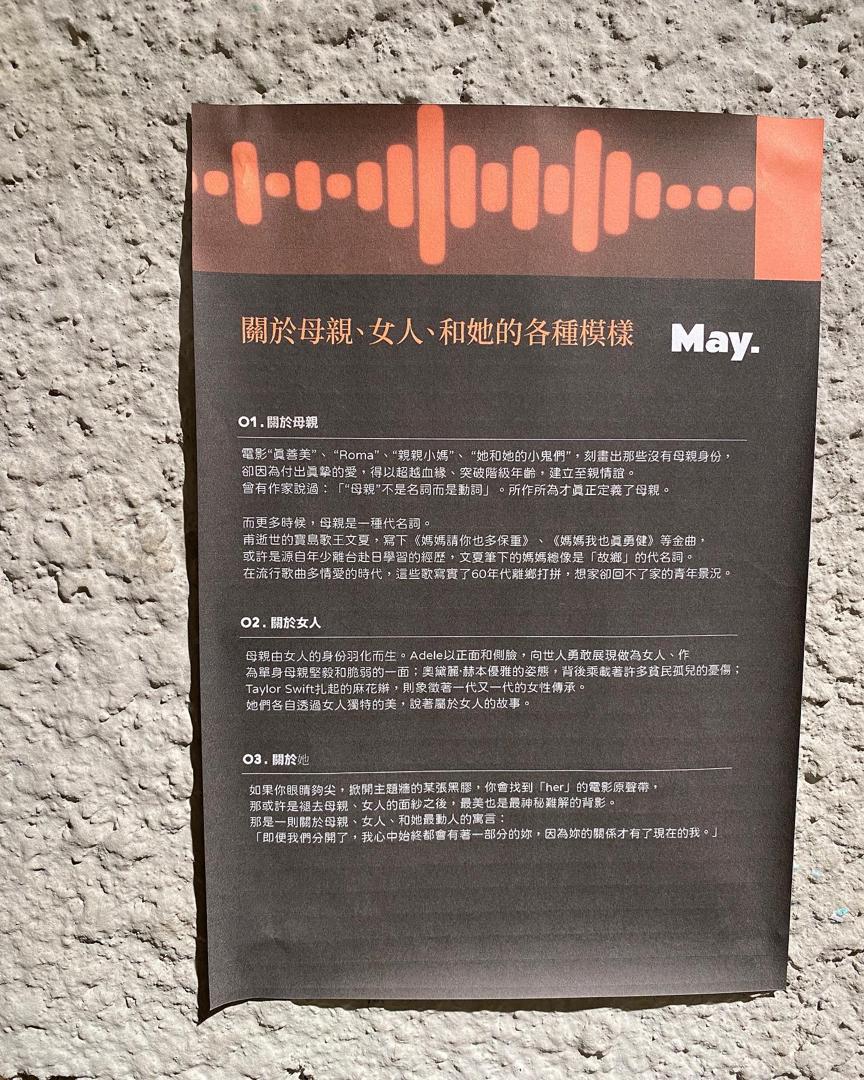 關於母親、女人、和她的各種模樣
May.
01. 關於母親
電影“眞善美”、“Roma”、“親親小媽”、“她和她的小鬼們”，刻畫出那些沒有母親身份，
卻因為付出眞摯的愛，得以超越血緣、突破階級年齡，建立至親情誼。
曾有作家說過：「“母親”不是名詞而是動詞」。所作所為才眞正定義了母親。
而更多時候，母親是一種代名詞。
甫逝世的寶島歌王文夏，寫下《媽媽請你也多保重》、《媽媽我也眞勇健》等金曲，
或許是源自年少離台赴日學習的經歷，文夏筆下的媽媽總像是「故鄉」的代名詞。
在流行歌曲多情愛的時代，這些歌寫實了60年代離鄉打拼，想家卻回不了家的青年景況。
02. 關於女人
母親由女人的身份羽化而生。Adele以正面和側臉，向世人勇敢展現做為女人、作
為單身母親堅毅和脆弱的一面；奧黛麗·赫本優雅的姿態，背後乘載著許多貧民孤兒的憂傷；
Taylor Swift扎起的麻花辮，則象徵著一代又一代的女性傳承。
她們各自透過女人獨特的美，說著屬於女人的故事。
03. 關於她
如果你眼睛夠尖，掀開主題牆的某張黑膠，你會找到「her」的電影原聲帶，
那或許是褪去母親、女人的面紗之後，最美也是最神秘難解的背影。
那是一則關於母親、女人、和她最動人的寓言：
「即便我們分開了，我心中始終都會有著一部分的妳，因為妳的關係才有了現在的我。」